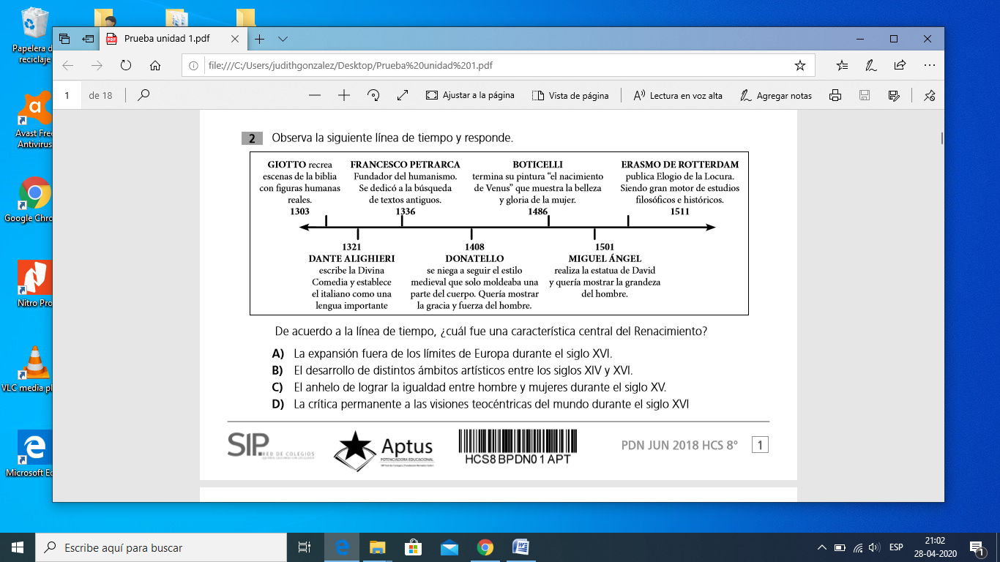 Papelera de
reciclaje
Avast Free
Antivirus
Google Chro
Nitro Pro
VLC media pl
Microsoft Ed
Prueba unidad 1.pdf
file:///C:/Users/judithgonzalez/Desktop/Prueba%20unidad%201.pdf
1 de 18 Ajustar a la página Vista de página Lectura en voz alta Agregar notas
2 Observa la siguiente línea de tiempo y responde.
GIOTTO recrea
escenas de la biblia
con figuras humanas
reales.
1303
FRANCESCO PETRARCA
Fundador del humanismo.
Se dedicó a la búsqueda
de textos antiguos.
1336
BOTICELLI
termina su pintura “el nacimiento
de Venus” que muestra la belleza
y gloria de la mujer.
1486
ERASMO DE ROTTERDAM
publica Elogio de la Locura.
Siendo gran motor de estudios
filosóficos e históricos.
1511
1321
DANTE ALIGHIERI
escribe la Divina
Comedia y establece
el italiano como una
lengua importante
1408
DONATELLO
se niega a seguir el estilo
medieval que solo moldeaba una
parte del cuerpo. Quería mostrar
la gracia y fuerza del hombre.
1501
MIGUEL ÁNGEL
realiza la estatua de David
y quería mostrar la grandeza
del hombre.
De acuerdo a la línea de tiempo, ¿cuál fue una característica central del Renacimiento?
A) La expansión fuera de los límites de Europa durante el siglo XVI.
B) El desarrollo de distintos ámbitos artísticos entre los siglos XIV y XVI.
C) El anhelo de lograr la igualdad entre hombre y mujeres durante el siglo XV.
D) La crítica permanente a las visiones teocéntricas del mundo durante el siglo XVI
SIP. RED DE COLEGIOS
Aptus
POTENCIADORA EDUCACIONAL
HCS8 BPDN0 1 APT
PDN JUN 2018 HCS 8° 1
Escribe aquí para buscar
ESP
21:02
28-04-2020
1